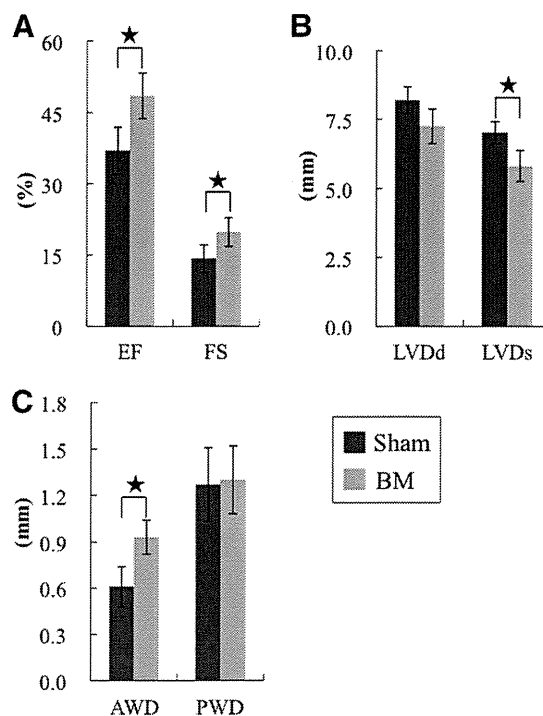 A
(%)
60
45
30
15
0
★
★
EF FS
B
(mm)
10.0
7.5
5.0
2.5
0.0
★
LVDd LVDs
C
(mm)
1.8
1.5
1.2
0.9
0.6
0.3
0.0
★
AWD PWD
Sham
BM